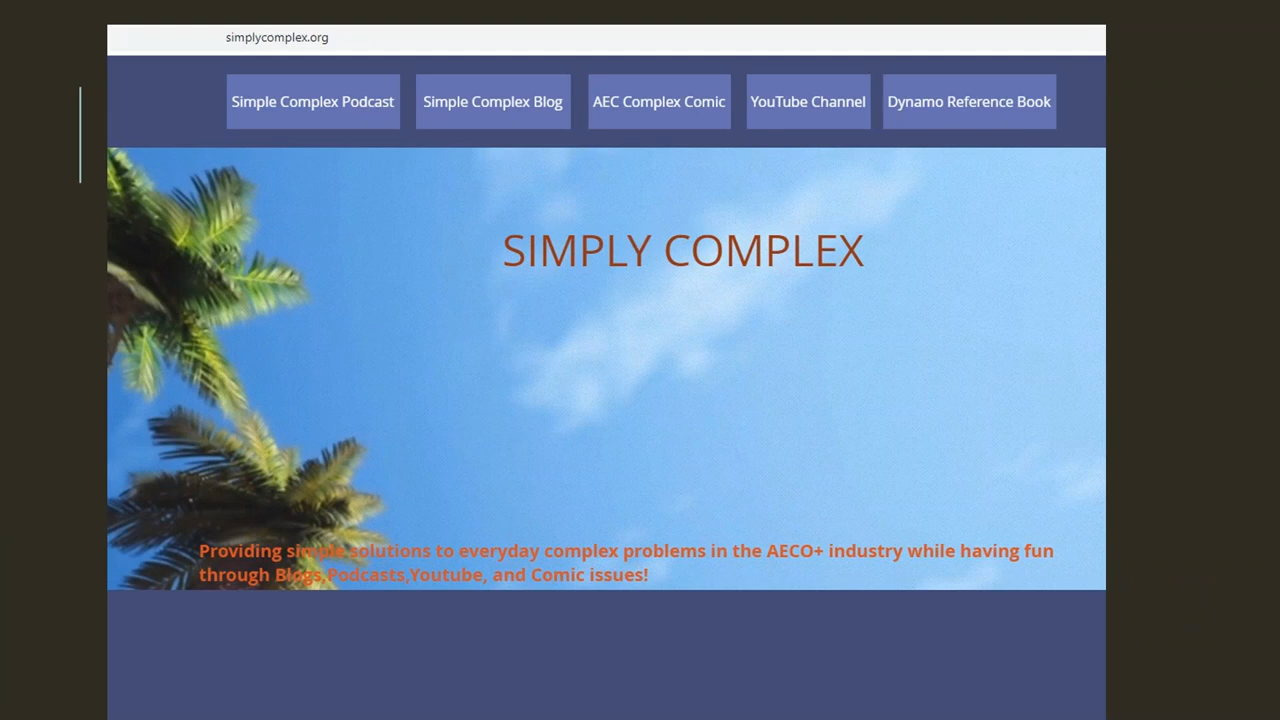 simplycomplex.org
Simple Complex Podcast
Simple Complex Blog
AEC Complex Comic
YouTube Channel
Dynamo Reference Book
SIMPLY COMPLEX
Providing simple solutions to everyday complex problems in the AECO+ industry while having fun
through Blogs,Podcasts,Youtube, and Comic issues!